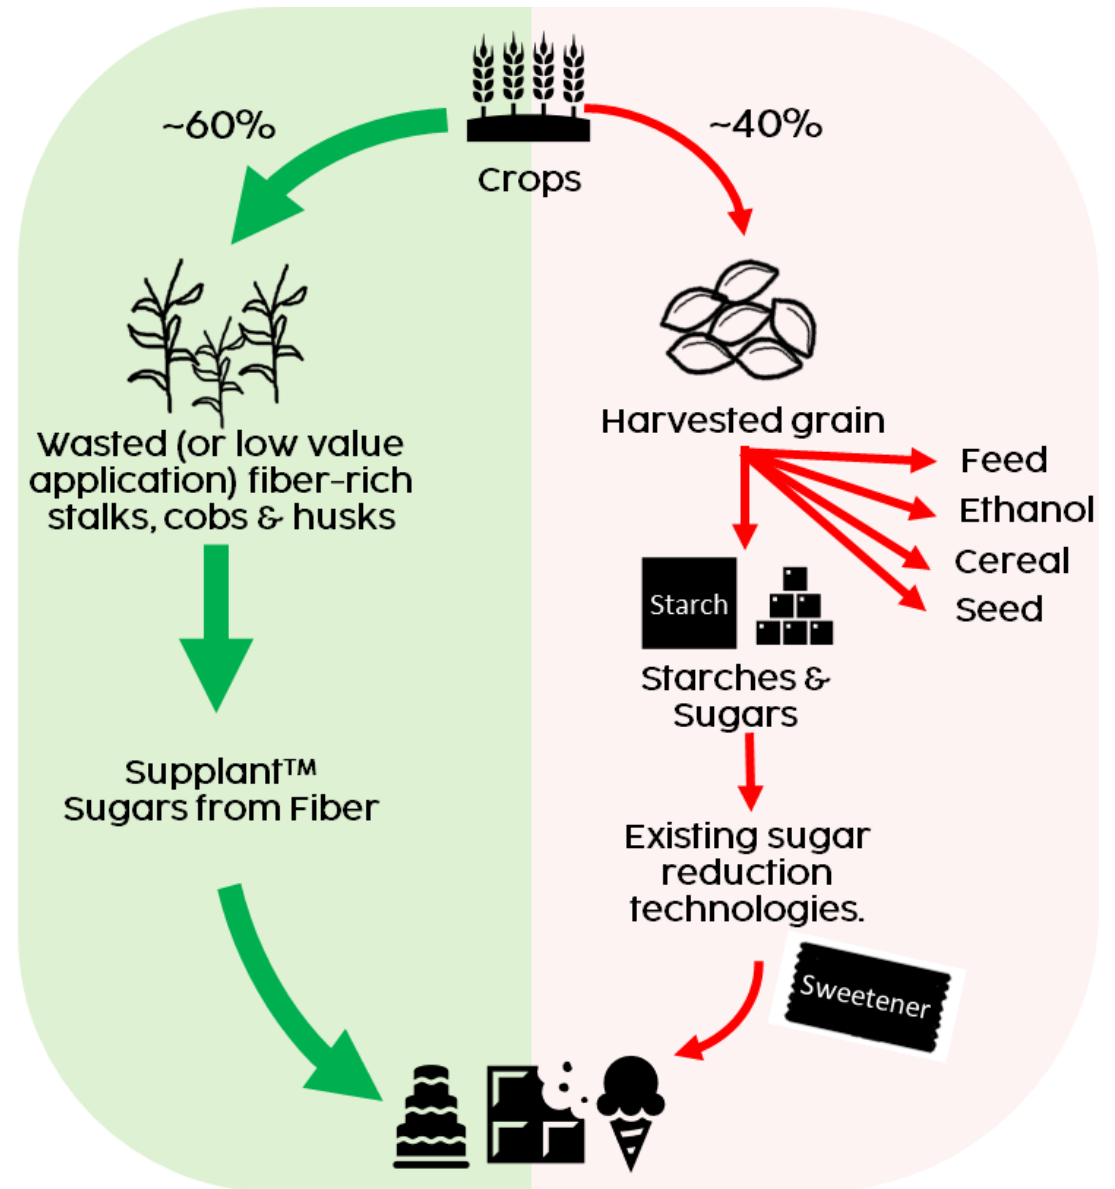 ~60%
~40%
Crops
Wasted (or low value
application) fiber-rich
stalks, cobs & husks
Harvested grain
Feed
Ethanol
Cereal
Seed
Starch
Starches &
Sugars
Supplant™
Sugars from Fiber
Existing sugar
reduction
technologies.
Sweetener